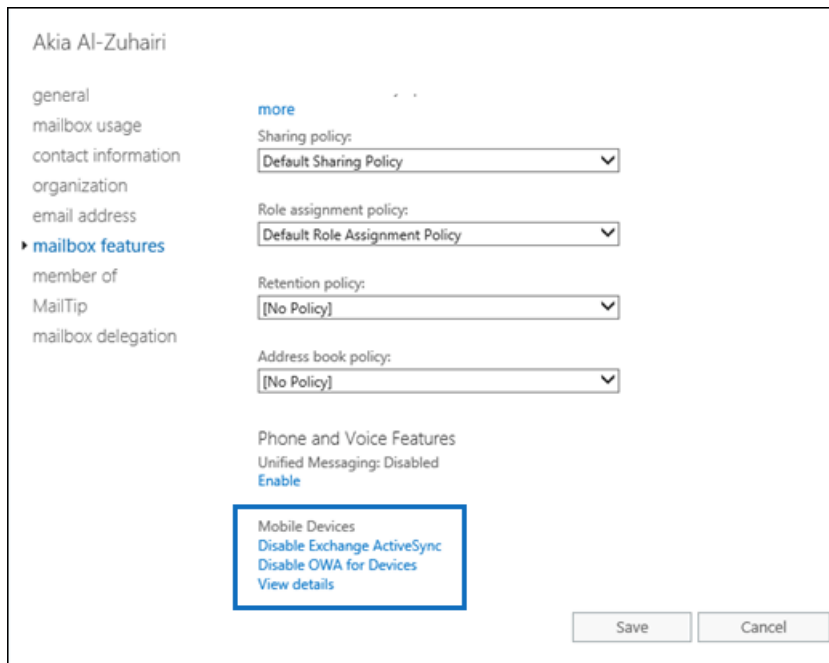 Akia Al-Zuhairi
general
mailbox usage
contact information
organization
email address
mailbox features
member of
MailTip
mailbox delegation
more
Sharing policy:
Default Sharing Policy
Role assignment policy:
Default Role Assignment Policy
Retention policy:
[No Policy]
Address book policy:
[No Policy]
Phone and Voice Features
Unified Messaging: Disabled
Enable
Mobile Devices
Disable Exchange ActiveSync
Disable OWA for Devices
View details
Save
Cancel